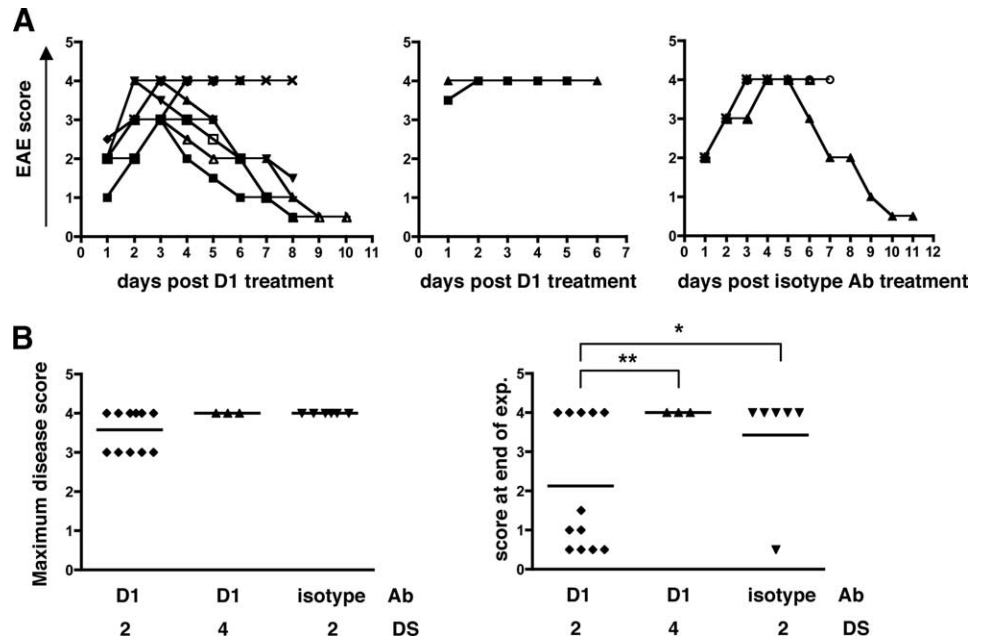 A
EAE score
5
4
3
2
1
0
0 1 2 3 4 5 6 7 8 9 10 11
days post D1 treatment
5
4
3
2
1
0
0 1 2 3 4 5 6 7
days post D1 treatment
5
4
3
2
1
0
0 1 2 3 4 5 6 7 8 9 10 11 12
days post isotype Ab treatment
B
Maximum disease score
5
4
3
2
1
0
D1 D1 isotype Ab
2 4 2 DS
score at end of exp.
5
4
3
2
1
0
*
**
D1 D1 isotype Ab
2 4 2 DS